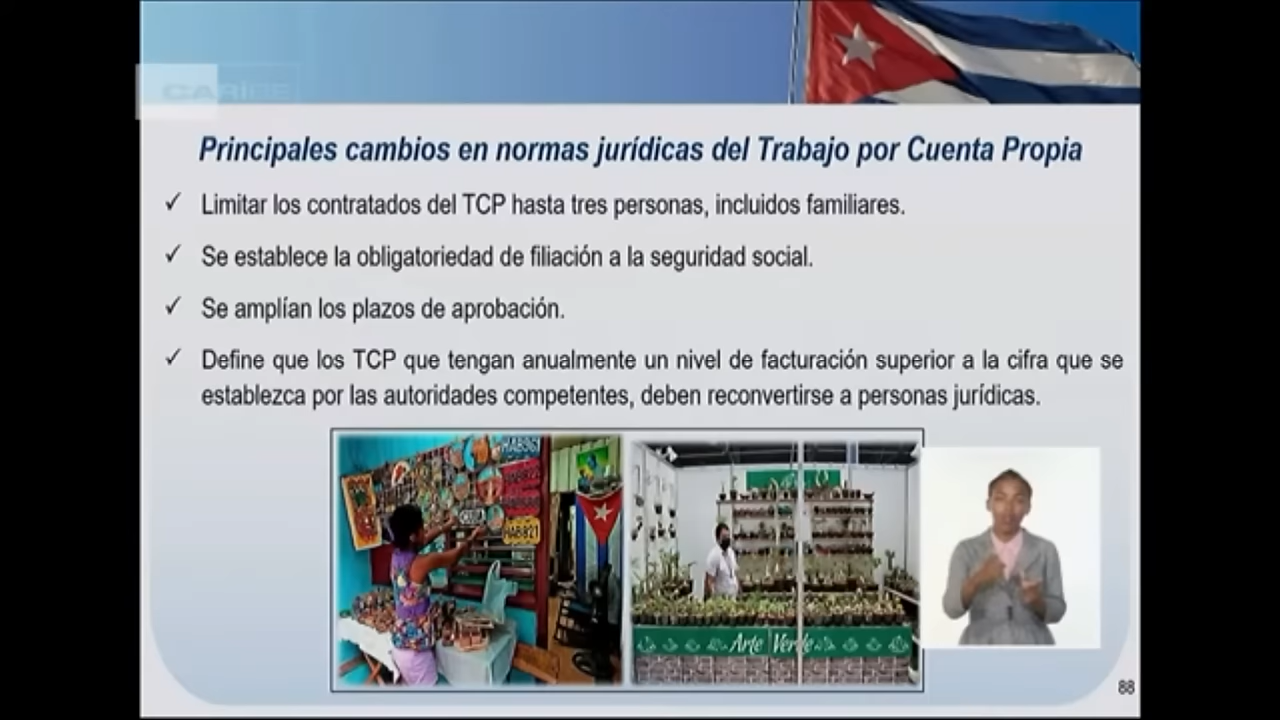 CARIBE
Principales cambios en normas jurídicas del Trabajo por Cuenta Propia
✓ Limitar los contratados del TCP hasta tres personas, incluidos familiares.
✓ Se establece la obligatoriedad de filiación a la seguridad social.
✓ Se amplían los plazos de aprobación.
✓ Define que los TCP que tengan anualmente un nivel de facturación superior a la cifra que se
establezca por las autoridades competentes, deben reconvertirse a personas jurídicas.
HAB961
HAB921
Arte Verde
88